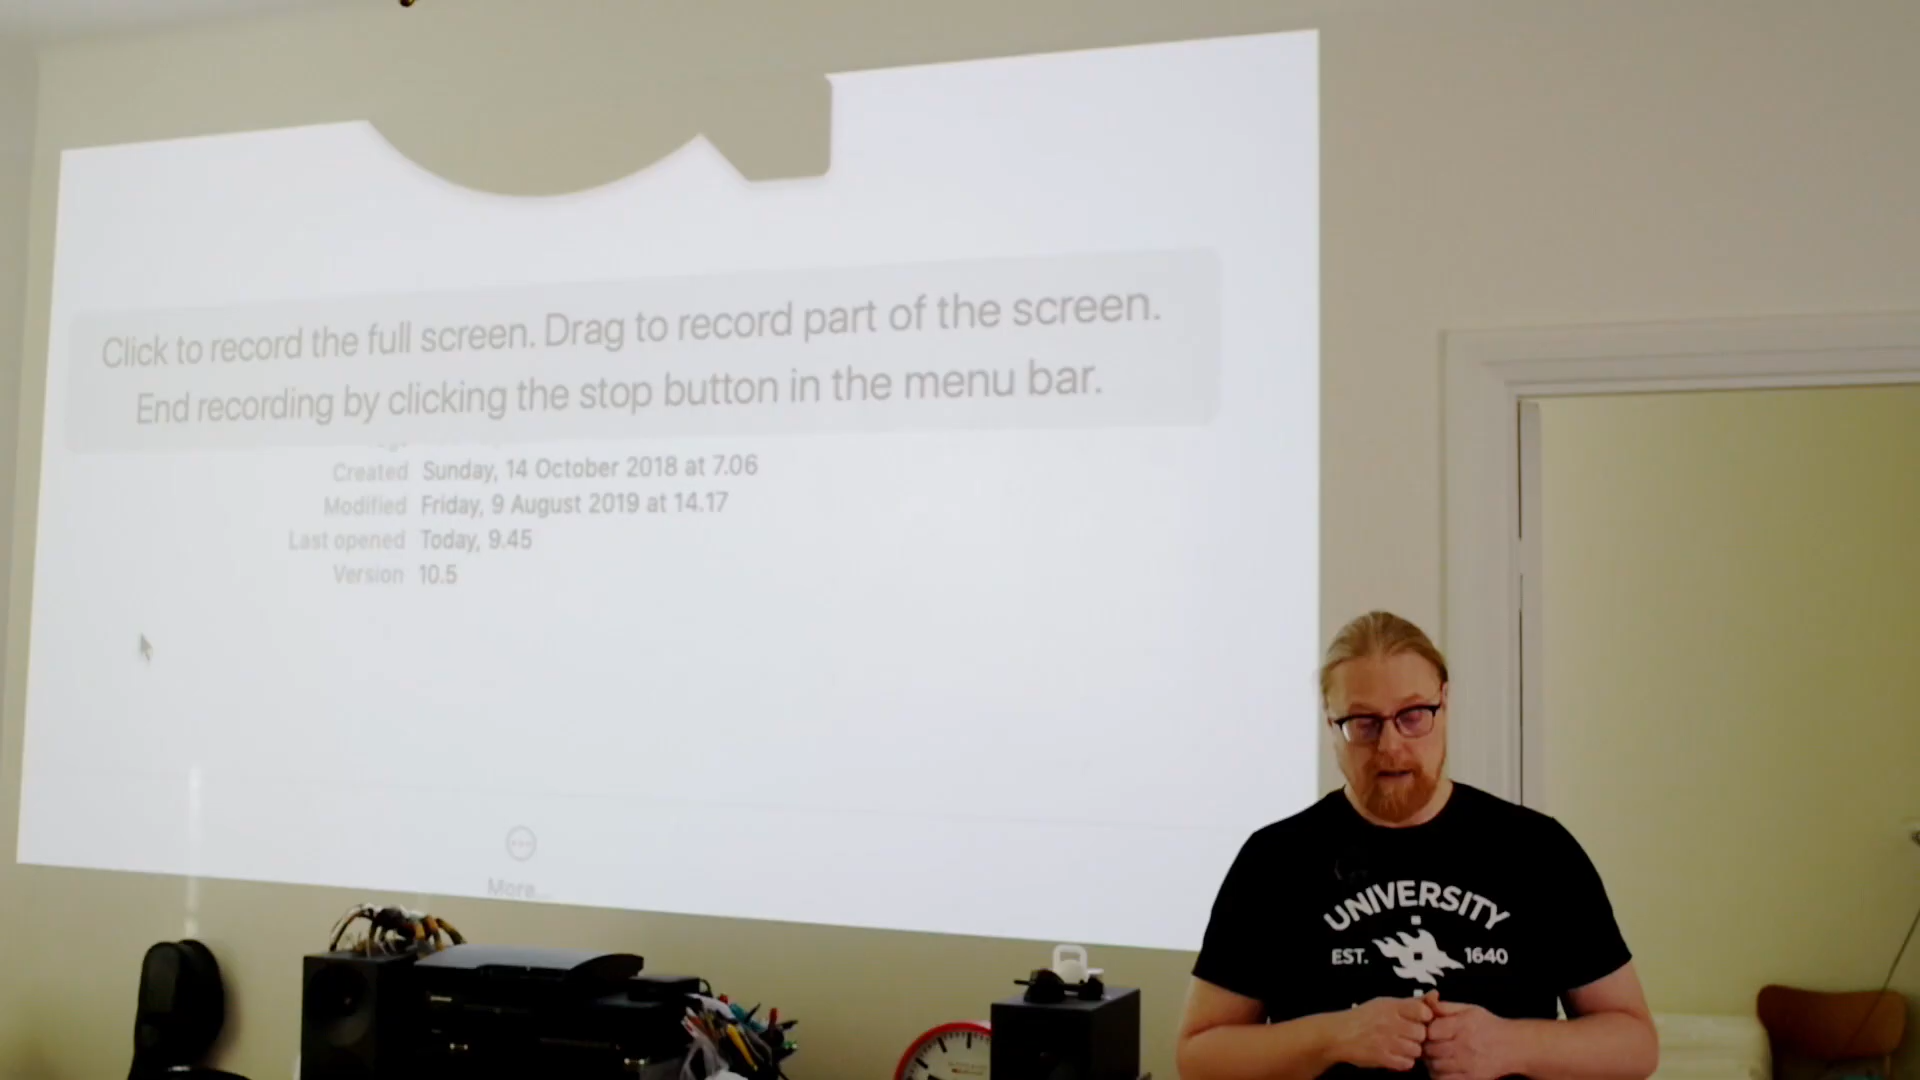 Click to record the full screen. Drag to record part of the screen.
End recording by clicking the stop button in the menu bar.
Created Sunday, 14 October 2018 at 7.06
Modified Friday, 9 August 2019 at 14.17
Last opened Today, 9.45
Version 10.5
More...
UNIVERSITY
EST. 1640